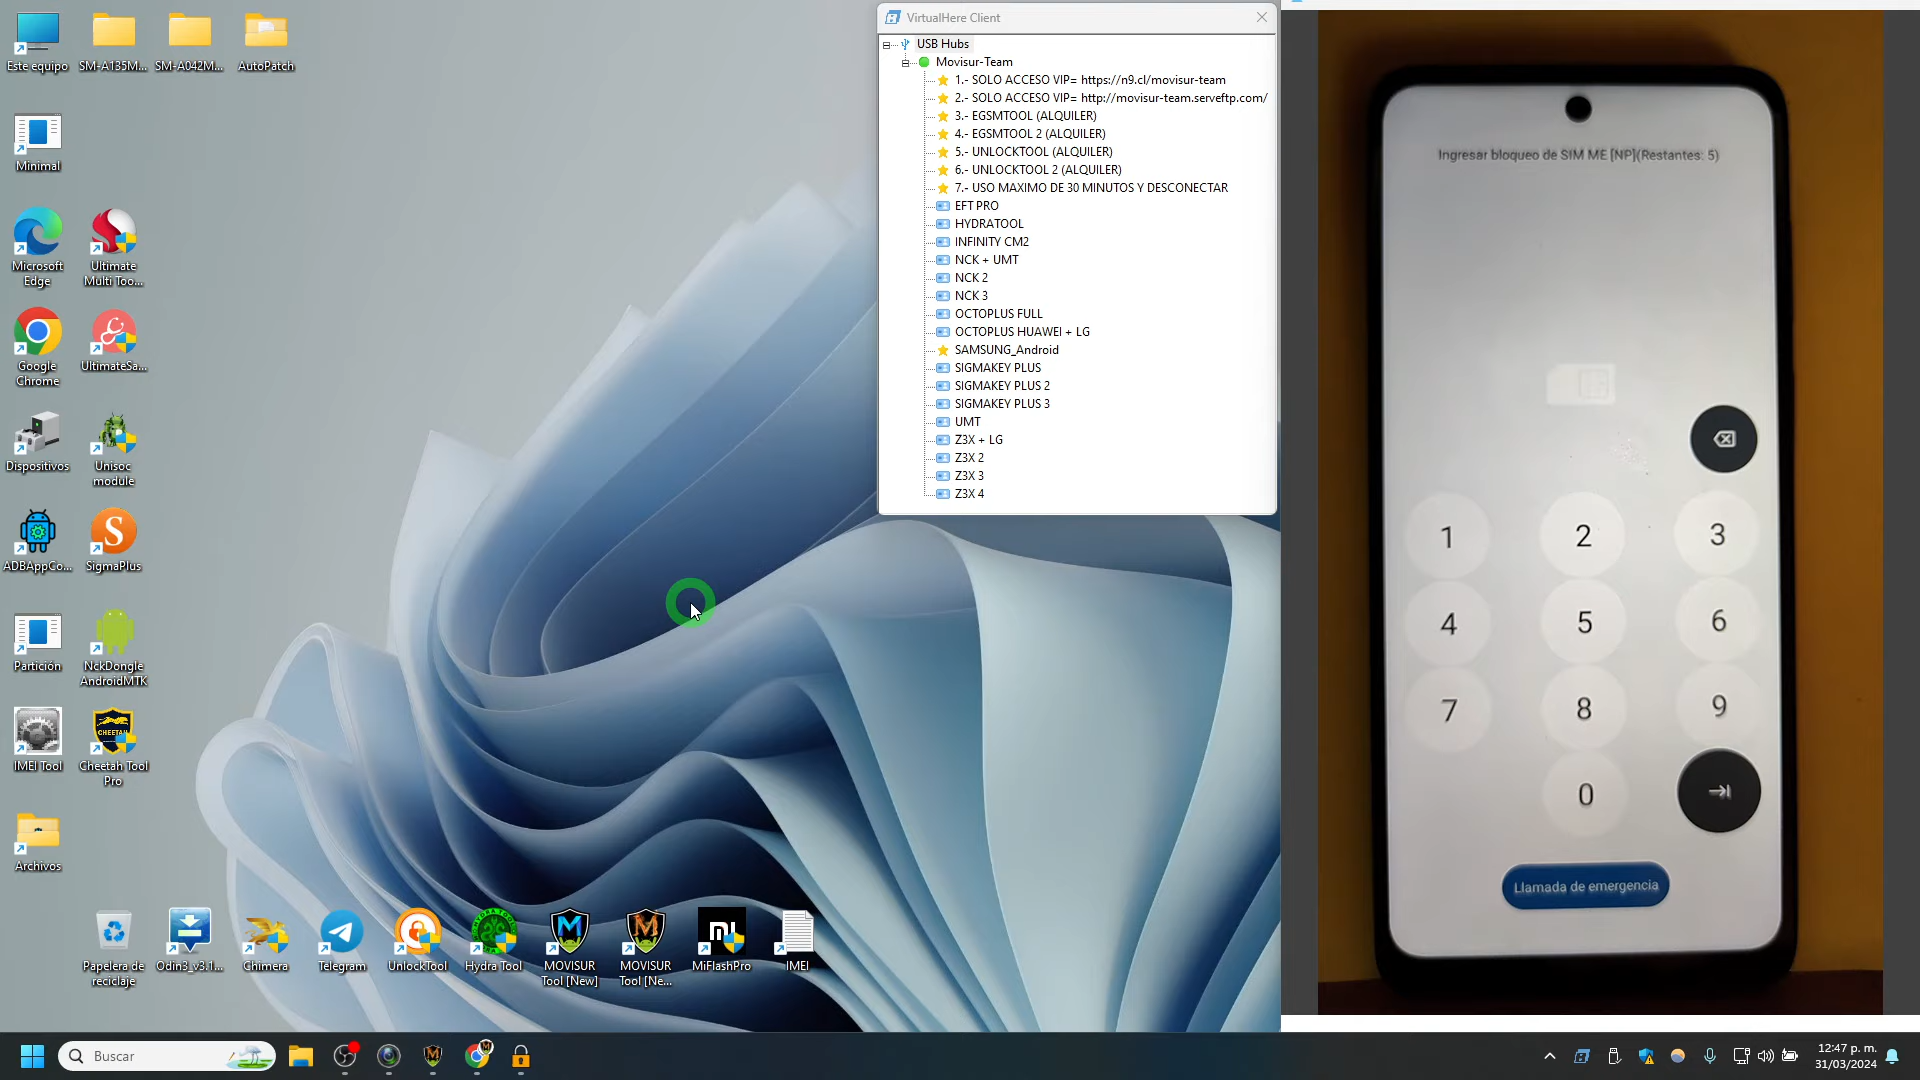 Este equipo
SM-A135M...
SM-A042M...
AutoPatch
Minimal
Microsoft
Edge
Ultimate
Multi Too...
Google
Chrome
UltimateSa...
Dispositivos
Unisoc
module
ADBAppCo...
SigmaPlus
Partición
NckDongle
AndroidMTK
IMEI Tool
CHEETAH
Cheetah Tool
Pro
Archivos
Papelera de
reciclaje
Odin3_v3.1...
Chimera
Telegram
UnlockTool
Hydra Tool
MOVISUR
Tool [New]
MOVISUR
Tool [Ne...
MiFlashPro
IMEI
VirtualHere Client
USB Hubs
Movisur-Team
1.- SOLO ACCESO VIP= https://n9.cl/movisur-team
2.- SOLO ACCESO VIP= http://movisur-team.serveftp.com/
3.- EGSMTOOL (ALQUILER)
4.- EGSMTOOL 2 (ALQUILER)
5.- UNLOCKTOOL (ALQUILER)
6.- UNLOCKTOOL 2 (ALQUILER)
7.- USO MAXIMO DE 30 MINUTOS Y DESCONECTAR
EFT PRO
HYDRATOOL
INFINITY CM2
NCK + UMT
NCK 2
NCK 3
OCTOPLUS FULL
OCTOPLUS HUAWEI + LG
SAMSUNG_Android
SIGMAKEY PLUS
SIGMAKEY PLUS 2
SIGMAKEY PLUS 3
UMT
Z3X + LG
Z3X 2
Z3X 3
Z3X 4
Ingresar bloqueo de SIM ME [NP](Restantes: 5)
1 2 3
4 5 6
7 8 9
0
Llamada de emergencia
Buscar
12:47 p. m.
31/03/2024